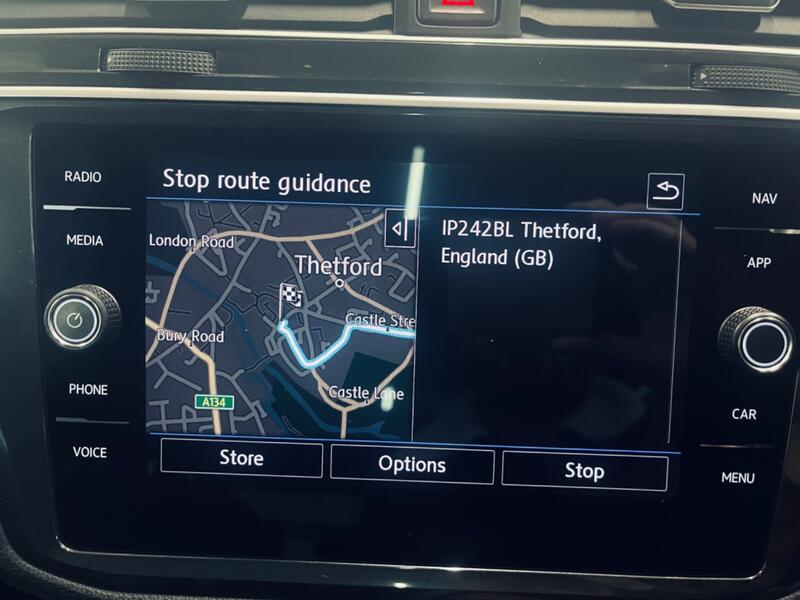 RADIO
MEDIA
PHONE
VOICE
Stop route guidance
London Road
Thetford
Castle Stre
Bury Road
Castle Lane
A134
IP242BL Thetford,
England (GB)
Store
Options
Stop
NAV
APP
CAR
MENU